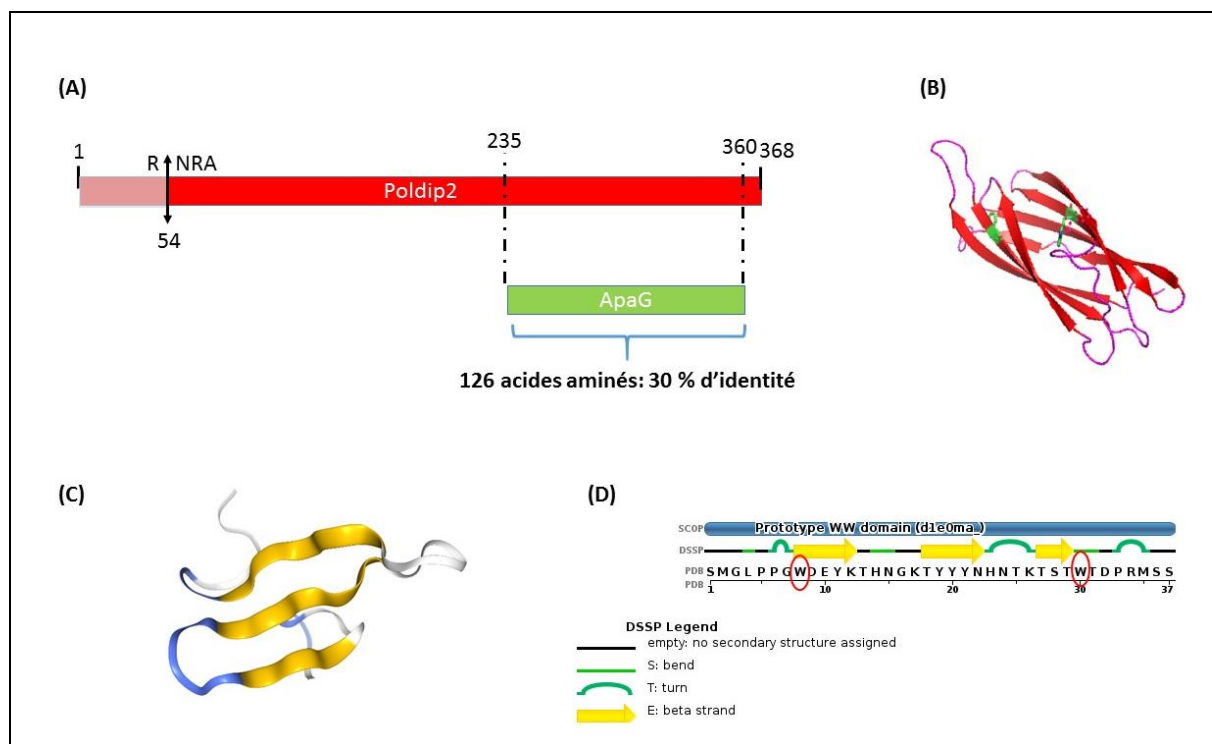 (A)
(B)
1
R NRA
54
235
360 368
Poldip2
ApaG
126 acides aminés: 30 % d’identité
(C)
(D)
SCOP Prototype WW domain (d1e0ma_)
DSSP
PDB SMGLPPGWDEYKTHNGKTYYYNHNTKTSTWTDPRMSS
PDB 1 10 20 30 37
DSSP Legend
empty: no secondary structure assigned
S: bend
T: turn
E: beta strand